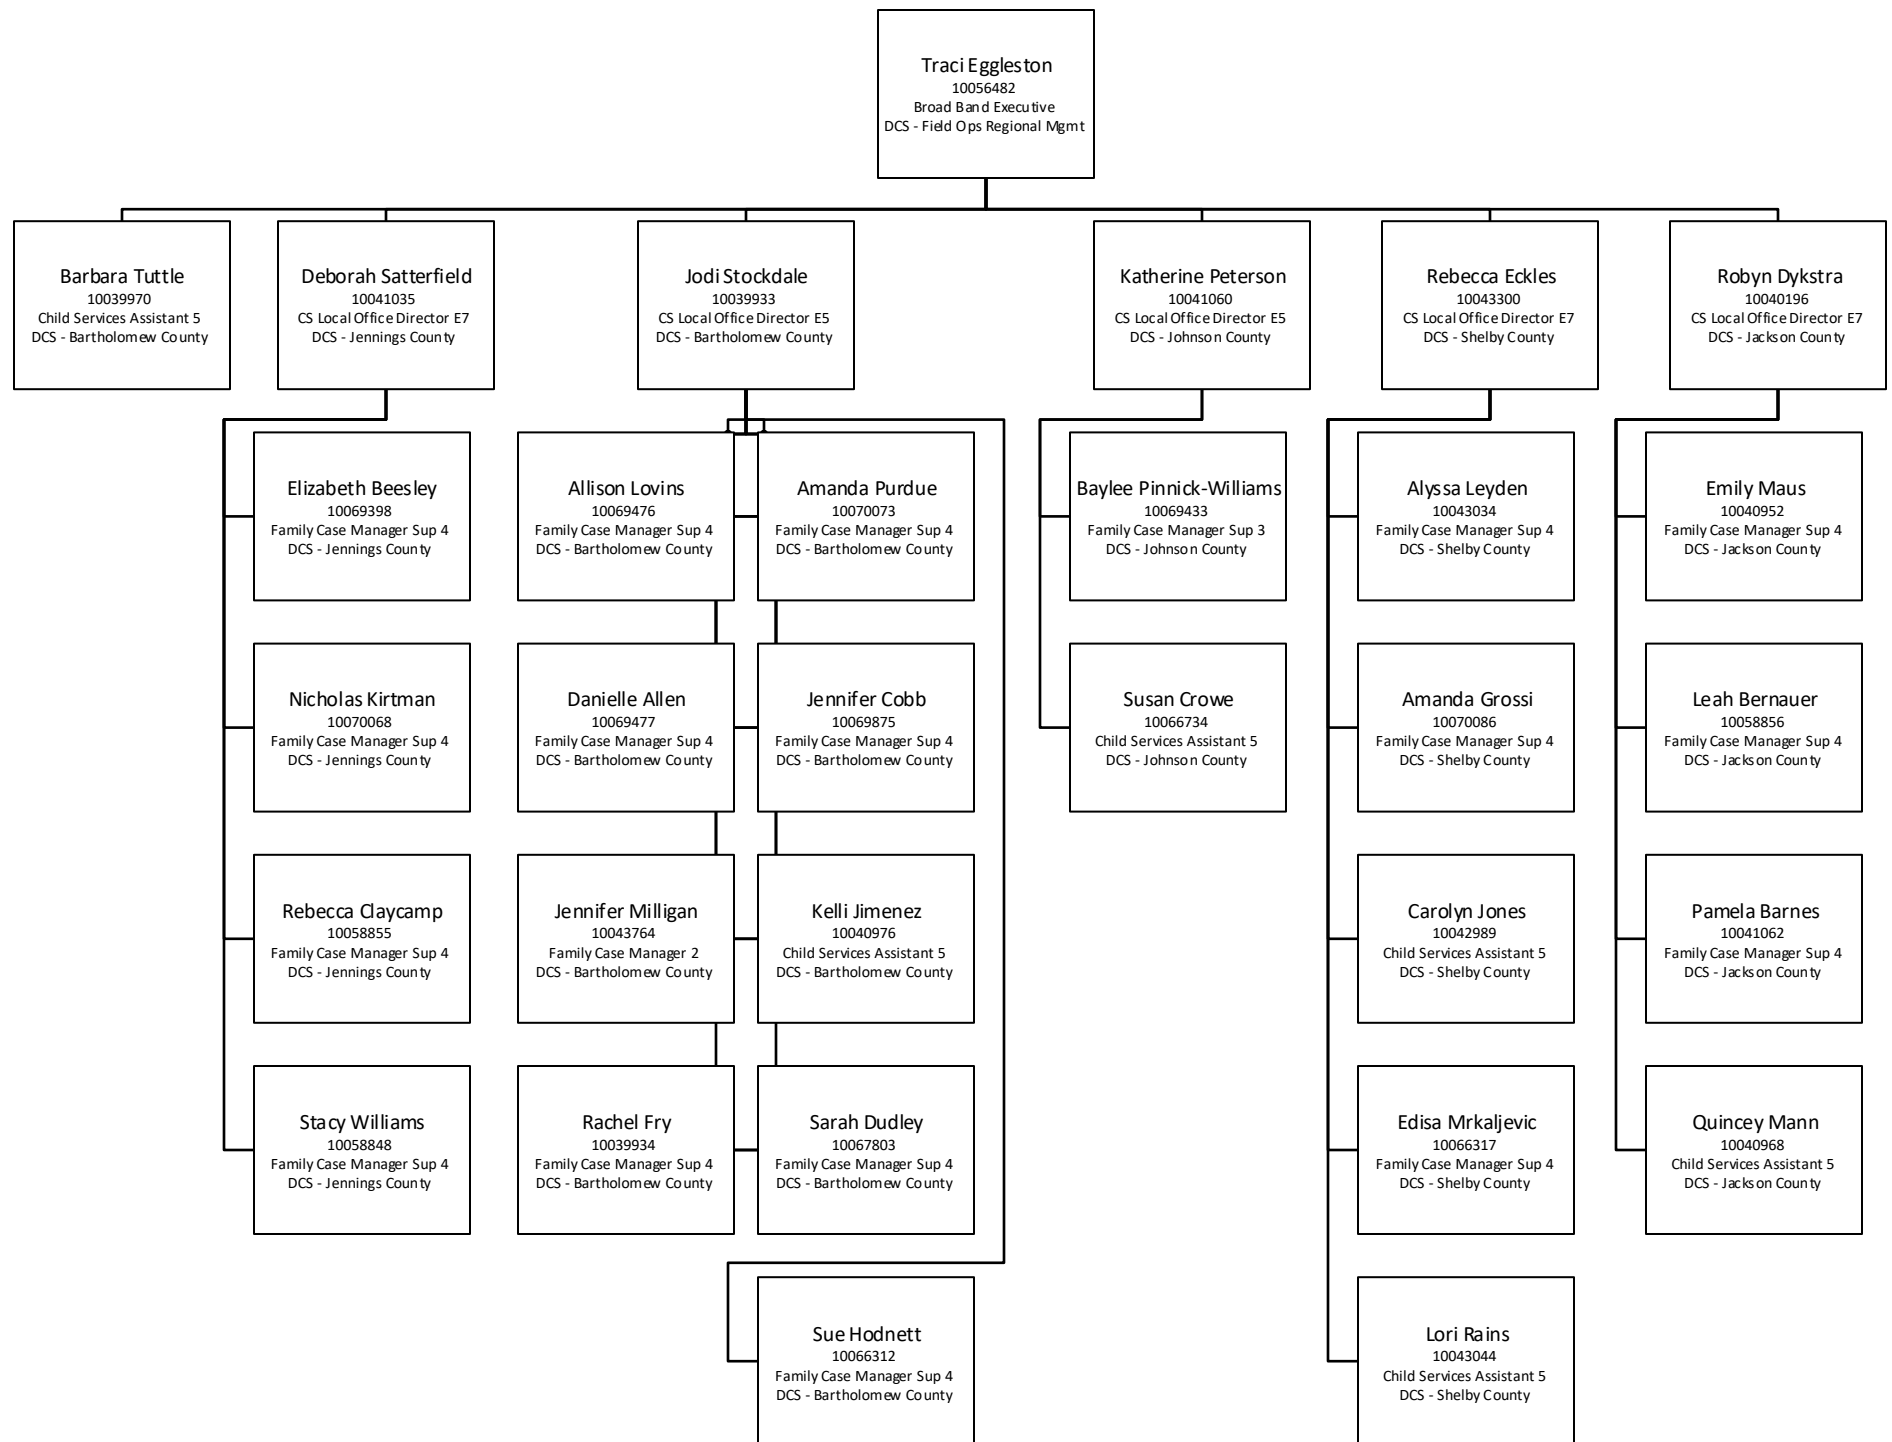 Traci Eggleston
10056482
Broad Band Executive
DCS - Field Ops Regional Mgmt
Barbara Tuttle
10039970
Child Services Assistant 5
DCS - Bartholomew County
Deborah Satterfield
10041035
CS Local Office Director E7
DCS - Jennings County
Jodi Stockdale
10039933
CS Local Office Director E5
DCS - Bartholomew County
Katherine Peterson
10041060
CS Local Office Director E5
DCS - Johnson County
Rebecca Eckles
10043300
CS Local Office Director E7
DCS - Shelby County
Robyn Dykstra
10040196
CS Local Office Director E7
DCS - Jackson County
Elizabeth Beesley
10069398
Family Case Manager Sup 4
DCS - Jennings County
Allison Lovins
10069476
Family Case Manager Sup 4
DCS - Bartholomew County
Amanda Purdue
10070073
Family Case Manager Sup 4
DCS - Bartholomew County
Baylee Pinnick-Williams
10069433
Family Case Manager Sup 3
DCS - Johnson County
Alyssa Leyden
10043034
Family Case Manager Sup 4
DCS - Shelby County
Emily Maus
10040952
Family Case Manager Sup 4
DCS - Jackson County
Nicholas Kirtman
10070068
Family Case Manager Sup 4
DCS - Jennings County
Danielle Allen
10069477
Family Case Manager Sup 4
DCS - Bartholomew County
Jennifer Cobb
10069875
Family Case Manager Sup 4
DCS - Bartholomew County
Susan Crowe
10066734
Child Services Assistant 5
DCS - Johnson County
Amanda Grossi
10070086
Family Case Manager Sup 4
DCS - Shelby County
Leah Bernauer
10058856
Family Case Manager Sup 4
DCS - Jackson County
Rebecca Claycamp
10058855
Family Case Manager Sup 4
DCS - Jennings County
Jennifer Milligan
10043764
Family Case Manager 2
DCS - Bartholomew County
Kelli Jimenez
10040976
Child Services Assistant 5
DCS - Bartholomew County
Carolyn Jones
10042989
Child Services Assistant 5
DCS - Shelby County
Pamela Barnes
10041062
Family Case Manager Sup 4
DCS - Jackson County
Stacy Williams
10058848
Family Case Manager Sup 4
DCS - Jennings County
Rachel Fry
10039934
Family Case Manager Sup 4
DCS - Bartholomew County
Sarah Dudley
10067803
Family Case Manager Sup 4
DCS - Bartholomew County
Edisa Mrkaljevic
10066317
Family Case Manager Sup 4
DCS - Shelby County
Quincey Mann
10040968
Child Services Assistant 5
DCS - Jackson County
Sue Hodnett
10066312
Family Case Manager Sup 4
DCS - Bartholomew County
Lori Rains
10043044
Child Services Assistant 5
DCS - Shelby County